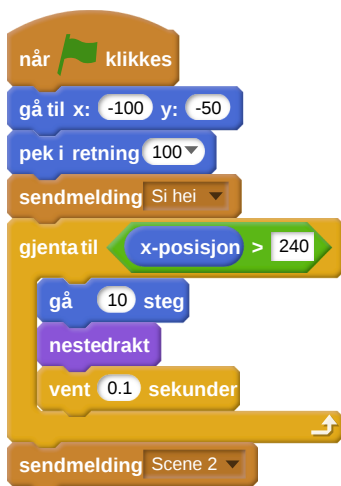 når klikkes
gå til x: -100 y: -50
pek i retning 100
sendmelding Si hei
gjenta til x-posisjon > 240
gå 10 steg
nestedrakt
vent 0.1 sekunder
sendmelding Scene 2